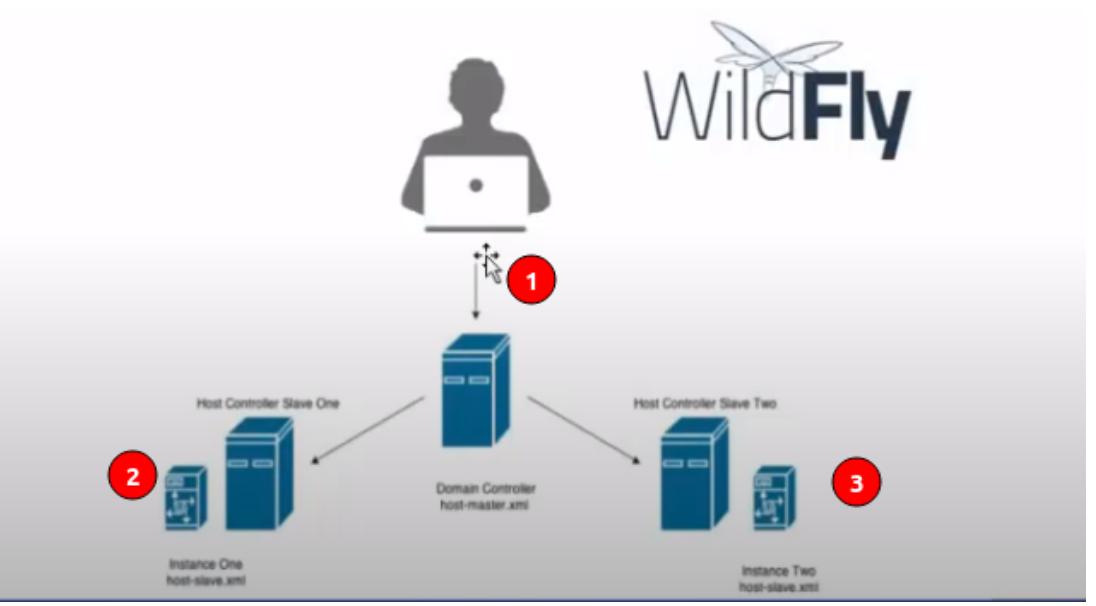 WildFly
1
Host Controller Slave One
Host Controller Slave Two
2
3
Domain Controller
host-master.xml
Instance One
host-slave.xml
Instance Two
host-slave.xml